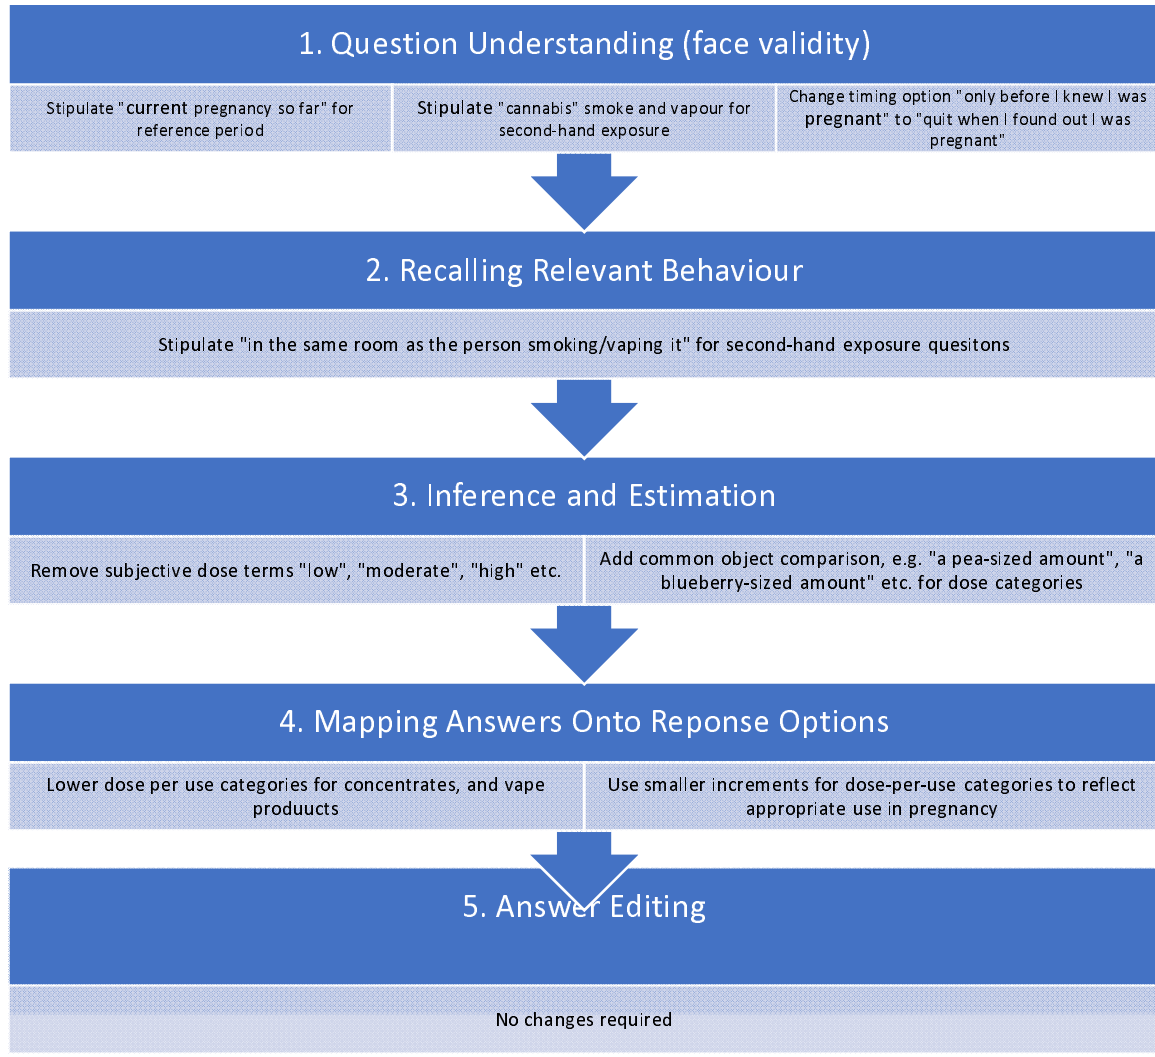 1. Question Understanding (face validity)
Stipulate "current pregnancy so far" for
reference period
Stipulate "cannabis" smoke and vapour for
second-hand exposure
Change timing option "only before I knew I was
pregnant" to "quit when I found out I was
pregnant"
2. Recalling Relevant Behaviour
Stipulate "in the same room as the person smoking/vaping it" for second-hand exposure quesitons
3. Inference and Estimation
Remove subjective dose terms "low", "moderate", "high" etc.
Add common object comparison, e.g. "a pea-sized amount", "a
blueberry-sized amount" etc. for dose categories
4. Mapping Answers Onto Reponse Options
Lower dose per use categories for concentrates, and vape
prodducts
Use smaller increments for dose-per-use categories to reflect
appropriate use in pregnancy
5. Answer Editing
No changes required